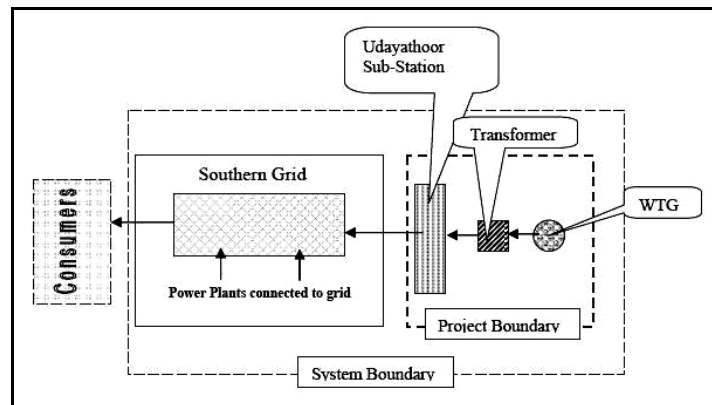 Udayathoor
Sub-Station
Transformer
Southern Grid
WTG
Consumers
Power Plants connected to grid
Project Boundary
System Boundary